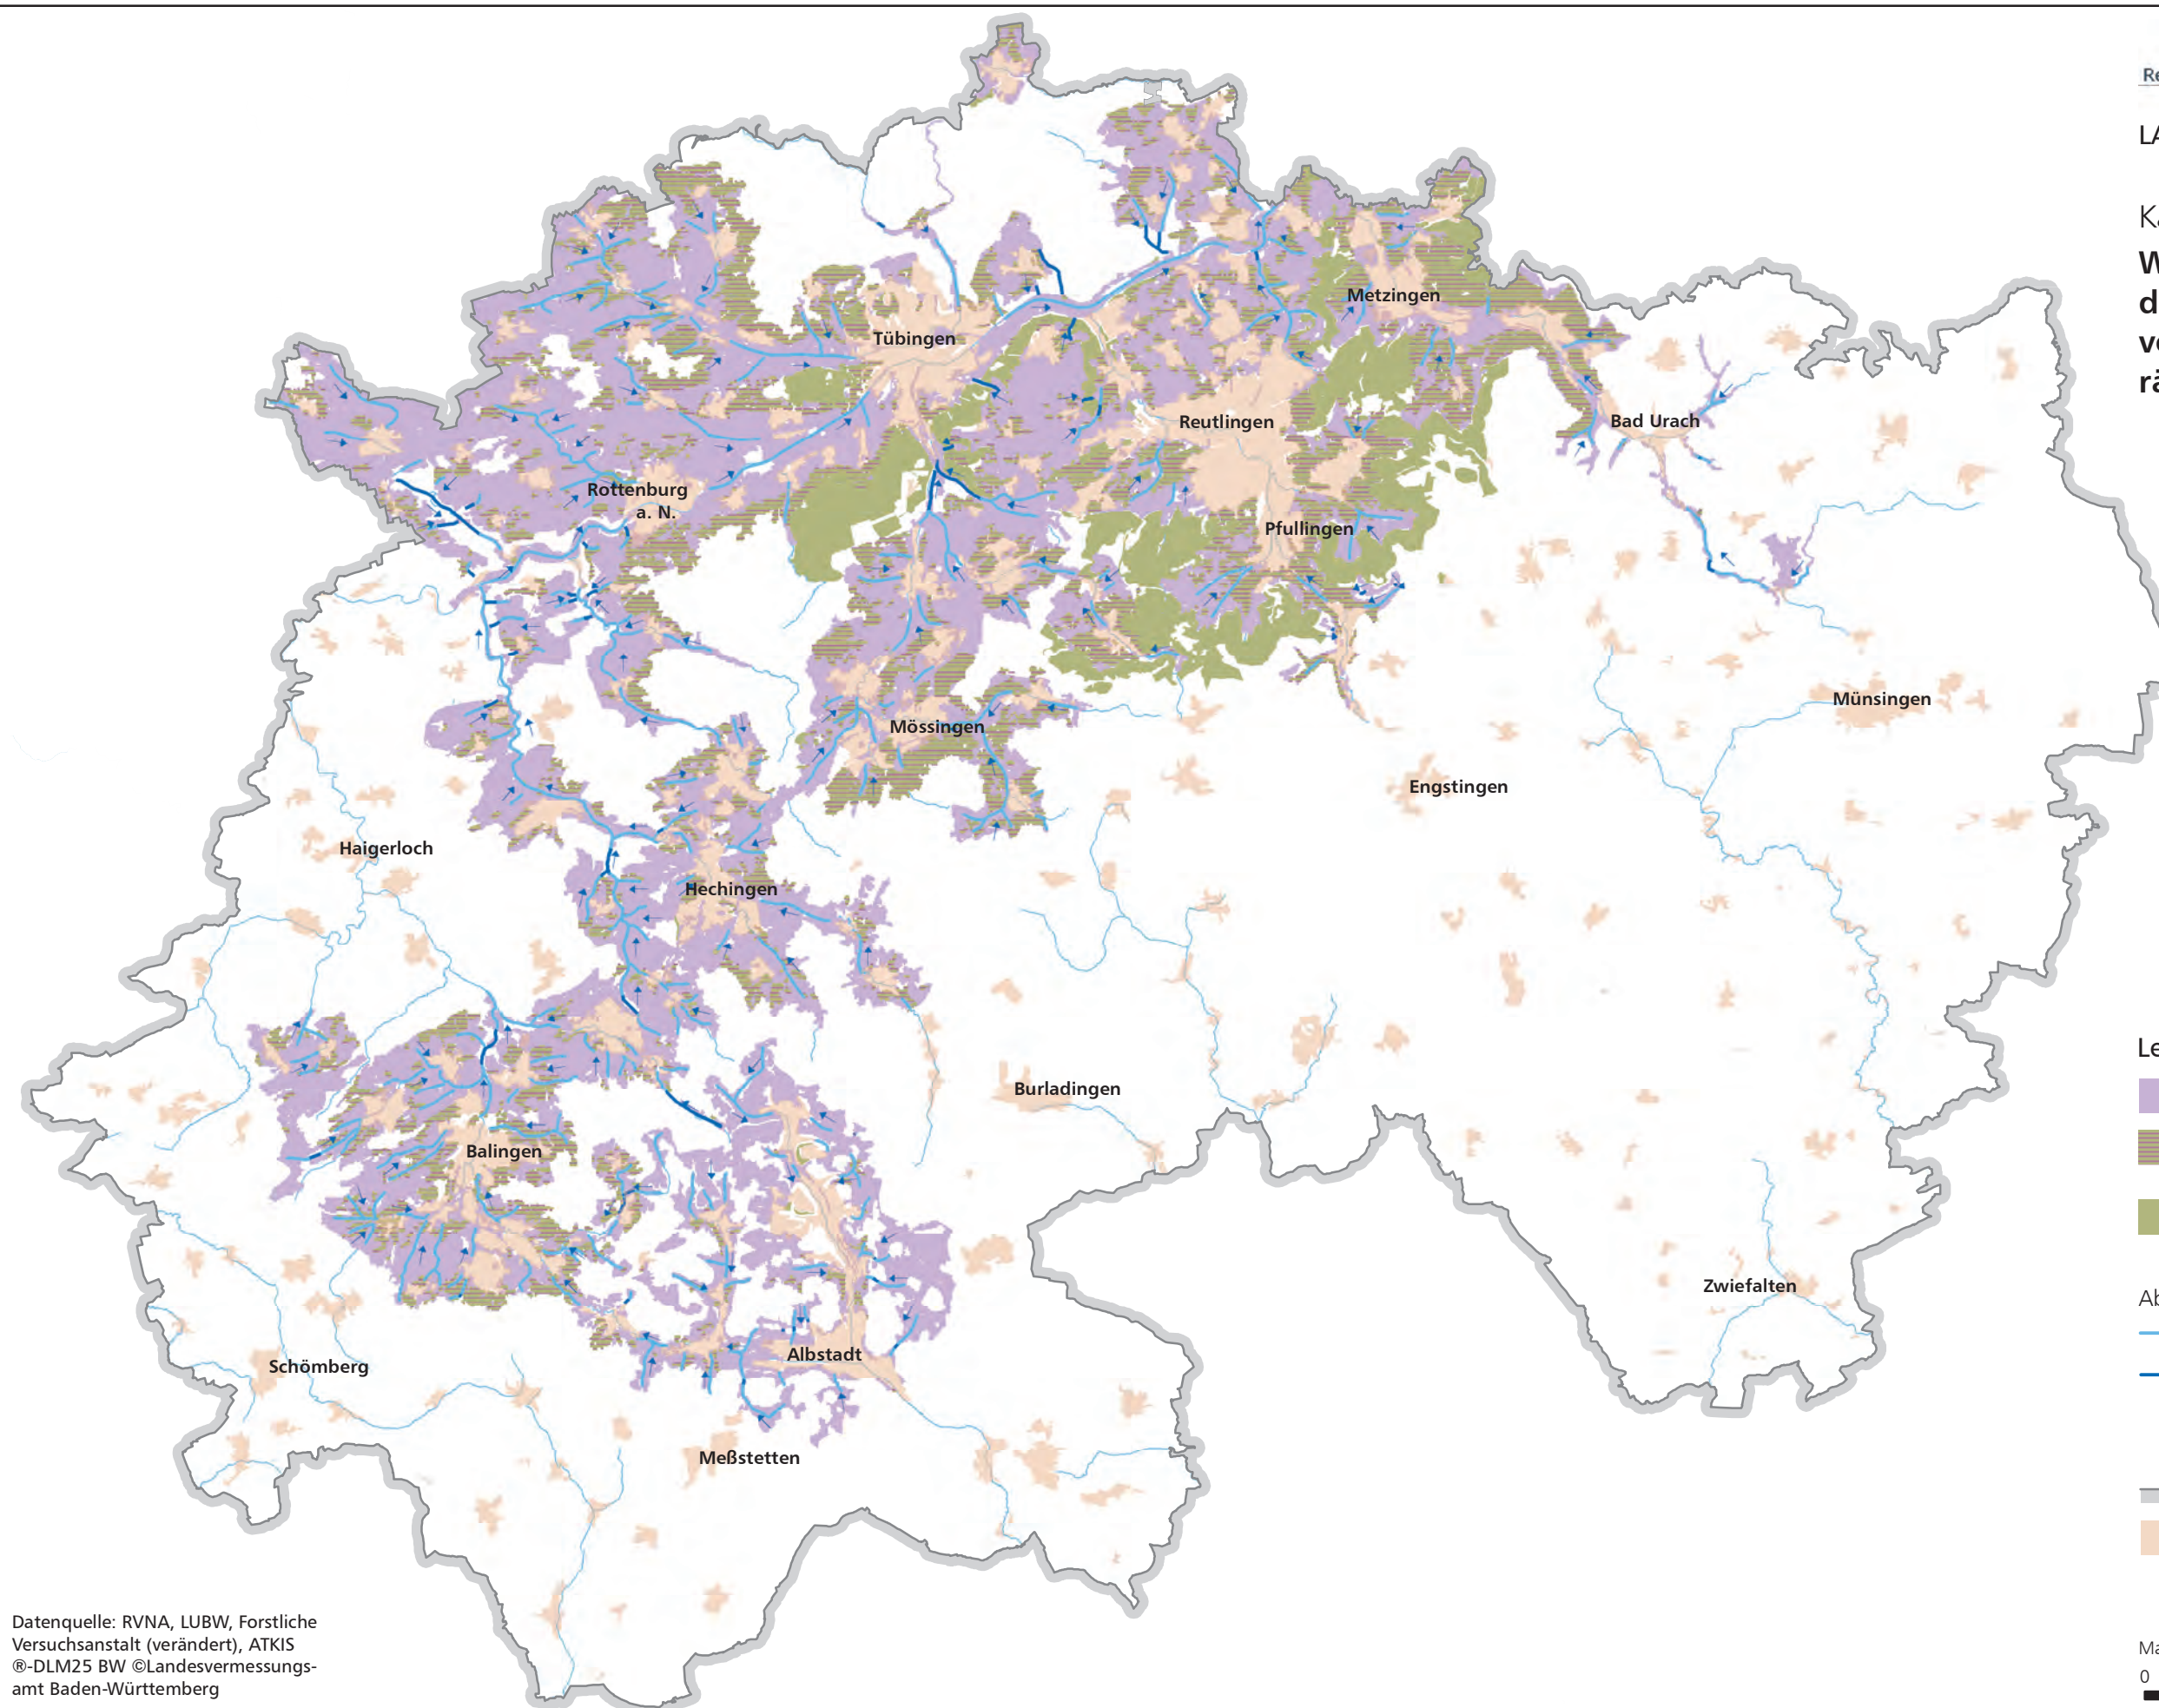 Tübingen
Metzingen
Reutlingen
Bad Urach
Rottenburg
a. N.
Pfullingen
Münsingen
Mössingen
Engstingen
Haigerloch
Hechingen
Burladingen
Balingen
Zwiefalten
Albstadt
Schömberg
Meßstetten
Datenquelle: RVNA, LUBW, Forstliche
Versuchsanstalt (verändert), ATKIS
®-DLM25 BW ©Landesvermessungs-
amt Baden-Württemberg
0